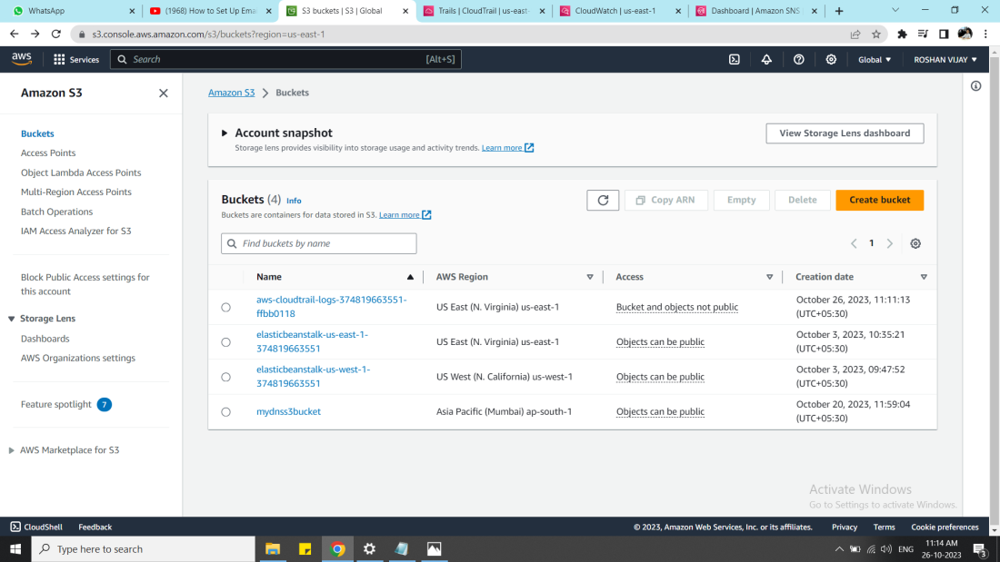 WhatsApp
(1968) How to Set Up Emai
S3 buckets | S3 | Global
Trails | CloudTrail | us-east-
CloudWatch | us-east-1
Dashboard | Amazon SNS
s3.console.aws.amazon.com/s3/buckets?region=us-east-1
aws
Services
Search
[Alt+S]
Global
ROSHAN VIJAY
Amazon S3
Buckets
Access Points
Object Lambda Access Points
Multi-Region Access Points
Batch Operations
IAM Access Analyzer for S3
Block Public Access settings for
this account
Storage Lens
Dashboards
AWS Organizations settings
Feature spotlight 7
AWS Marketplace for S3
Amazon S3 > Buckets
Account snapshot
Storage lens provides visibility into storage usage and activity trends. Learn more
View Storage Lens dashboard
Buckets (4) Info
Buckets are containers for data stored in S3. Learn more
Copy ARN
Empty
Delete
Create bucket
Find buckets by name
1
Name
AWS Region
Access
Creation date
aws-cloudtrail-logs-374819663551-
ffbb0118
US East (N. Virginia) us-east-1
Bucket and objects not public
October 26, 2023, 11:11:13
(UTC+05:30)
elasticbeanstalk-us-east-1-
374819663551
US East (N. Virginia) us-east-1
Objects can be public
October 3, 2023, 10:35:21
(UTC+05:30)
elasticbeanstalk-us-west-1-
374819663551
US West (N. California) us-west-1
Objects can be public
October 3, 2023, 09:47:52
(UTC+05:30)
mydnss3bucket
Asia Pacific (Mumbai) ap-south-1
Objects can be public
October 20, 2023, 11:59:04
(UTC+05:30)
Activate Windows
Go to Settings to activate Windows.
CloudShell
Feedback
© 2023, Amazon Web Services, Inc. or its affiliates.
Privacy
Terms
Cookie preferences
Type here to search
ENG
11:14 AM
26-10-2023
3